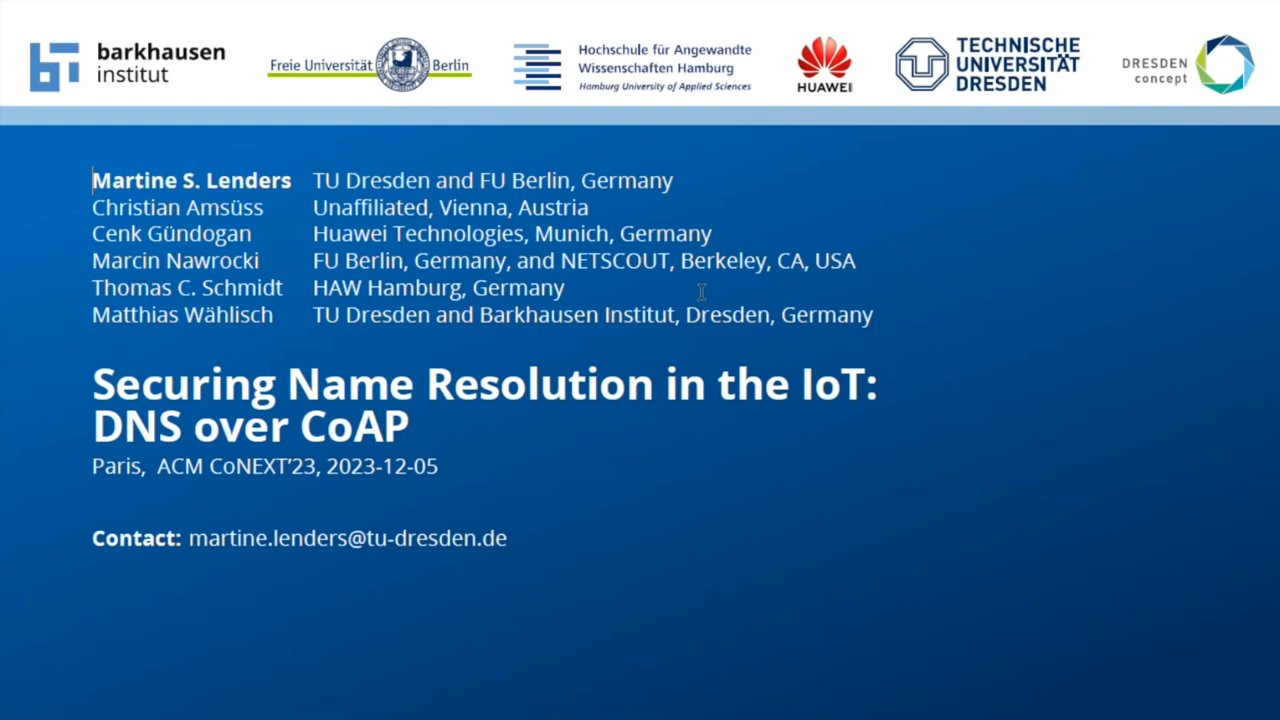 barkhausen
institut
Freie Universität Berlin
Hochschule für Angewandte
Wissenschaften Hamburg
Hamburg University of Applied Sciences
HUAWEI
TECHNISCHE
UNIVERSITÄT
DRESDEN
DRESDEN
concept
Martine S. Lenders TU Dresden and FU Berlin, Germany
Christian Amsüss Unaffiliated, Vienna, Austria
Cenk Gündogan Huawei Technologies, Munich, Germany
Marcin Nawrocki FU Berlin, Germany, and NETSCOUT, Berkeley, CA, USA
Thomas C. Schmidt HAW Hamburg, Germany
Matthias Wählisch TU Dresden and Barkhausen Institut, Dresden, Germany
Securing Name Resolution in the IoT:
DNS over CoAP
Paris, ACM CoNEXT’23, 2023-12-05
Contact: martine.lenders@tu-dresden.de